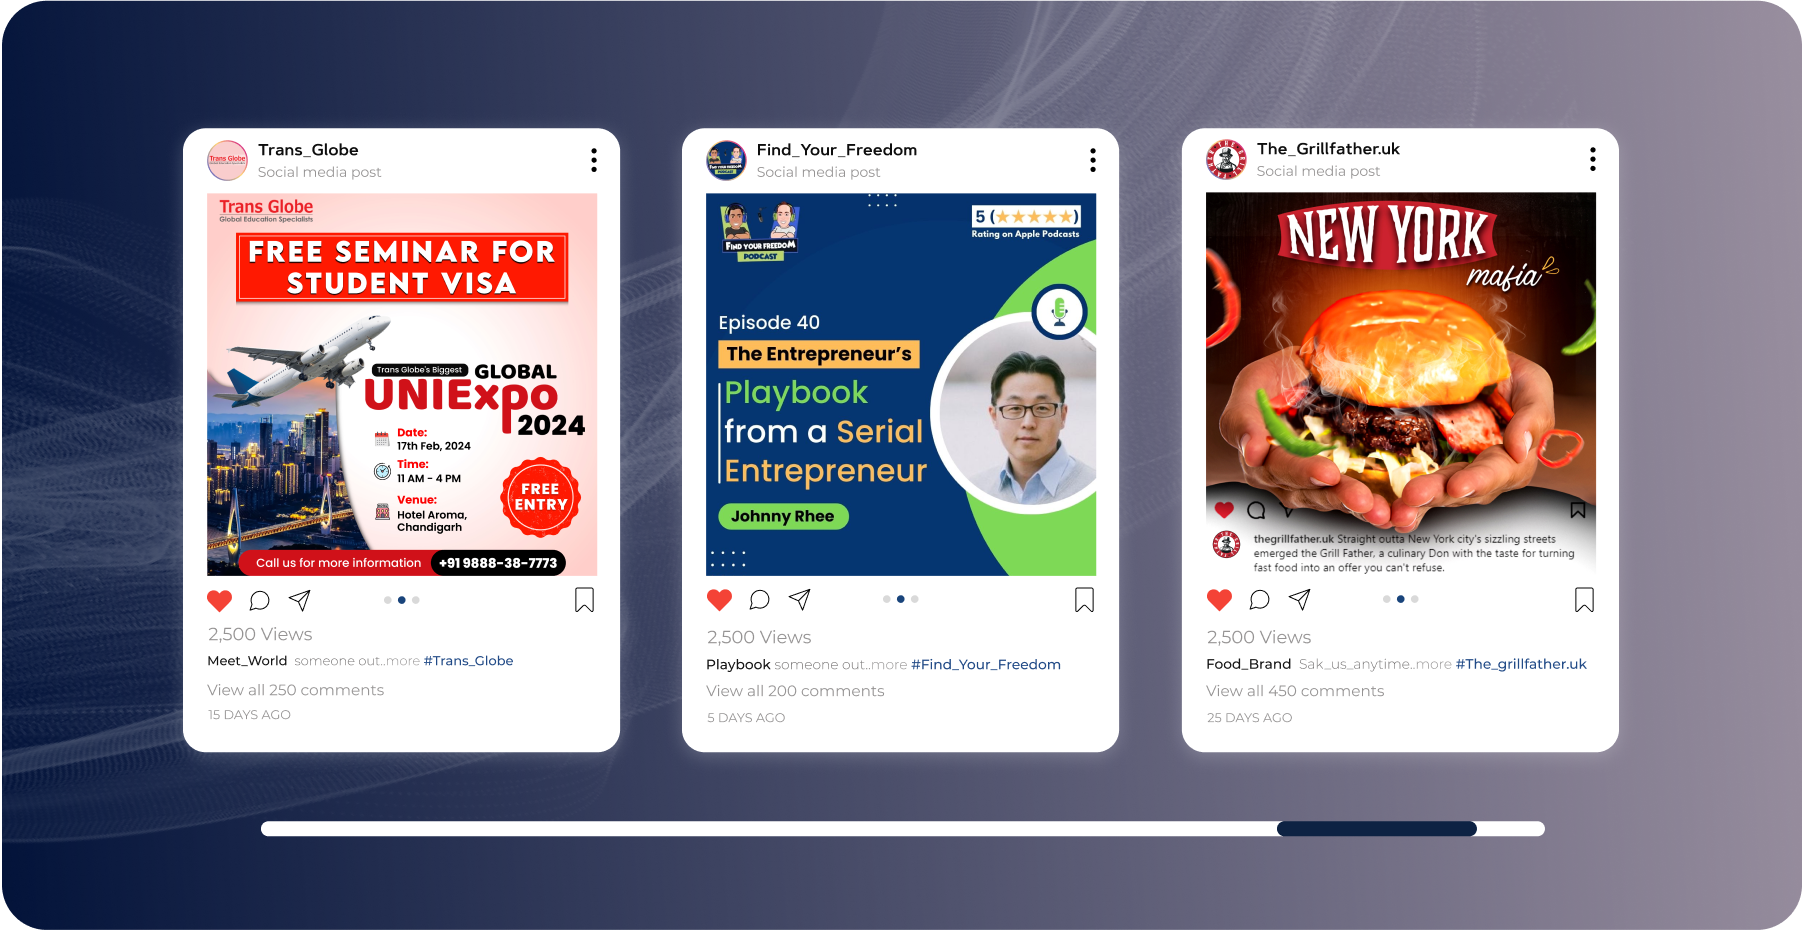 Trans_Globe
Social media post
Trans Globe
Trans Globe
Global Education Specialists
FREE SEMINAR FOR
STUDENT VISA
Trans Globe's Biggest GLOBAL
UNIExpo
2024
Date:
17th Feb, 2024
Time:
11 AM - 4 PM
Venue:
Hotel Aroma,
Chandigarh
FREE
ENTRY
Call us for more information +91 9888-38-7773
2,500 Views
Meet_World someone out..more #Trans_Globe
View all 250 comments
15 DAYS AGO
Find_Your_Freedom
Social media post
FIND YOUR FREEDOM
PODCAST
5 (★★★★★)
Rating on Apple Podcasts
Episode 40
The Entrepreneur's
Playbook
from a Serial
Entrepreneur
Johnny Rhee
2,500 Views
Playbook someone out..more #Find_Your_Freedom
View all 200 comments
5 DAYS AGO
The_Grillfather.uk
Social media post
NEW YORK
mafia
thegrillfather.uk Straight outta New York city's sizzling streets
emerged the Grill Father, a culinary Don with the taste for turning
fast food into an offer you can't refuse.
2,500 Views
Food_Brand Sak_us_anytime..more #The_grillfather.uk
View all 450 comments
25 DAYS AGO